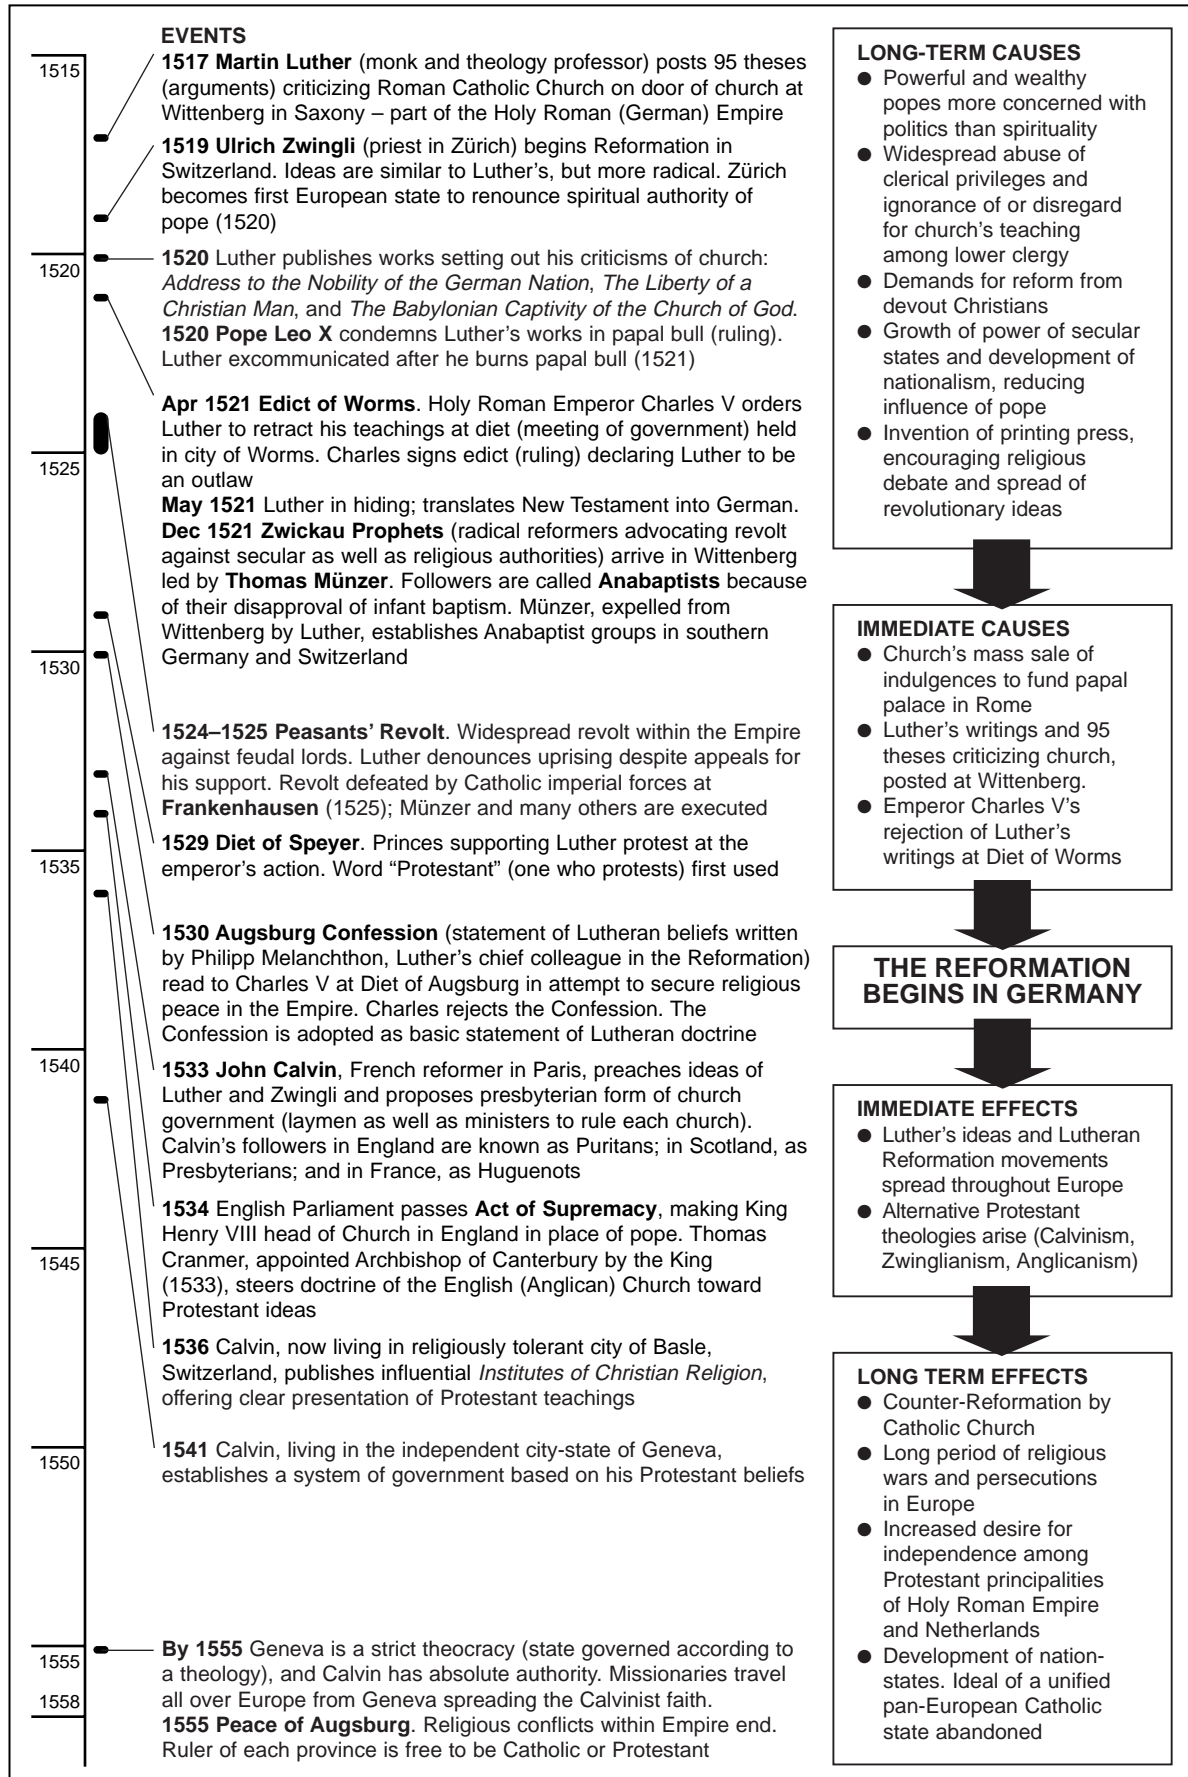 EVENTS
1517 Martin Luther (monk and theology professor) posts 95 theses
(arguments) criticizing Roman Catholic Church on door of church at
Wittenberg in Saxony – part of the Holy Roman (German) Empire
1519 Ulrich Zwingli (priest in Zürich) begins Reformation in
Switzerland. Ideas are similar to Luther's, but more radical. Zürich
becomes first European state to renounce spiritual authority of
pope (1520)
1520 Luther publishes works setting out his criticisms of church:
Address to the Nobility of the German Nation, The Liberty of a
Christian Man, and The Babylonian Captivity of the Church of God.
1520 Pope Leo X condemns Luther's works in papal bull (ruling).
Luther excommunicated after he burns papal bull (1521)
Apr 1521 Edict of Worms. Holy Roman Emperor Charles V orders
Luther to retract his teachings at diet (meeting of government) held
in city of Worms. Charles signs edict (ruling) declaring Luther to be
an outlaw
May 1521 Luther in hiding; translates New Testament into German.
Dec 1521 Zwickau Prophets (radical reformers advocating revolt
against secular as well as religious authorities) arrive in Wittenberg
led by Thomas Münzer. Followers are called Anabaptists because
of their disapproval of infant baptism. Münzer, expelled from
Wittenberg by Luther, establishes Anabaptist groups in southern
Germany and Switzerland
1524–1525 Peasants' Revolt. Widespread revolt within the Empire
against feudal lords. Luther denounces uprising despite appeals for
his support. Revolt defeated by Catholic imperial forces at
Frankenhausen (1525); Münzer and many others are executed
1529 Diet of Speyer. Princes supporting Luther protest at the
emperor's action. Word "Protestant" (one who protests) first used
1530 Augsburg Confession (statement of Lutheran beliefs written
by Philipp Melanchthon, Luther's chief colleague in the Reformation)
read to Charles V at Diet of Augsburg in attempt to secure religious
peace in the Empire. Charles rejects the Confession. The
Confession is adopted as basic statement of Lutheran doctrine
1533 John Calvin, French reformer in Paris, preaches ideas of
Luther and Zwingli and proposes presbyterian form of church
government (laymen as well as ministers to rule each church).
Calvin's followers in England are known as Puritans; in Scotland, as
Presbyterians; and in France, as Huguenots
1534 English Parliament passes Act of Supremacy, making King
Henry VIII head of Church in England in place of pope. Thomas
Cranmer, appointed Archbishop of Canterbury by the King
(1533), steers doctrine of the English (Anglican) Church toward
Protestant ideas
1536 Calvin, now living in religiously tolerant city of Basle,
Switzerland, publishes influential Institutes of Christian Religion,
offering clear presentation of Protestant teachings
1541 Calvin, living in the independent city-state of Geneva,
establishes a system of government based on his Protestant beliefs
By 1555 Geneva is a strict theocracy (state governed according to
a theology), and Calvin has absolute authority. Missionaries travel
all over Europe from Geneva spreading the Calvinist faith.
1555 Peace of Augsburg. Religious conflicts within Empire end.
Ruler of each province is free to be Catholic or Protestant
1515
1520
1525
1530
1535
1540
1545
1550
1555
1558
LONG-TERM CAUSES
● Powerful and wealthy
popes more concerned with
politics than spirituality
● Widespread abuse of
clerical privileges and
ignorance of or disregard
for church's teaching
among lower clergy
● Demands for reform from
devout Christians
● Growth of power of secular
states and development of
nationalism, reducing
influence of pope
● Invention of printing press,
encouraging religious
debate and spread of
revolutionary ideas
IMMEDIATE CAUSES
● Church's mass sale of
indulgences to fund papal
palace in Rome
● Luther's writings and 95
theses criticizing church,
posted at Wittenberg.
● Emperor Charles V's
rejection of Luther's
writings at Diet of Worms
THE REFORMATION
BEGINS IN GERMANY
IMMEDIATE EFFECTS
● Luther's ideas and Lutheran
Reformation movements
spread throughout Europe
● Alternative Protestant
theologies arise (Calvinism,
Zwinglianism, Anglicanism)
LONG TERM EFFECTS
● Counter-Reformation by
Catholic Church
● Long period of religious
wars and persecutions
in Europe
● Increased desire for
independence among
Protestant principalities
of Holy Roman Empire
and Netherlands
● Development of nation-
states. Ideal of a unified
pan-European Catholic
state abandoned